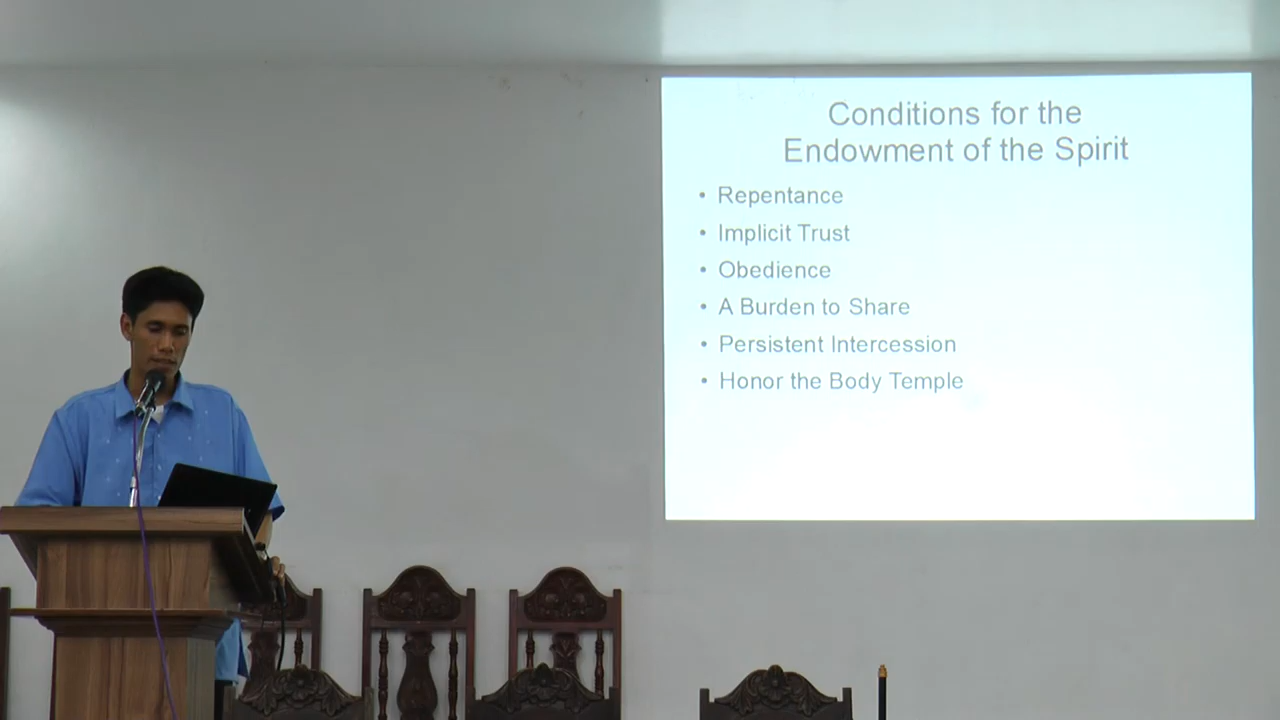 Conditions for the
Endowment of the Spirit
• Repentance
• Implicit Trust
• Obedience
• A Burden to Share
• Persistent Intercession
• Honor the Body Temple